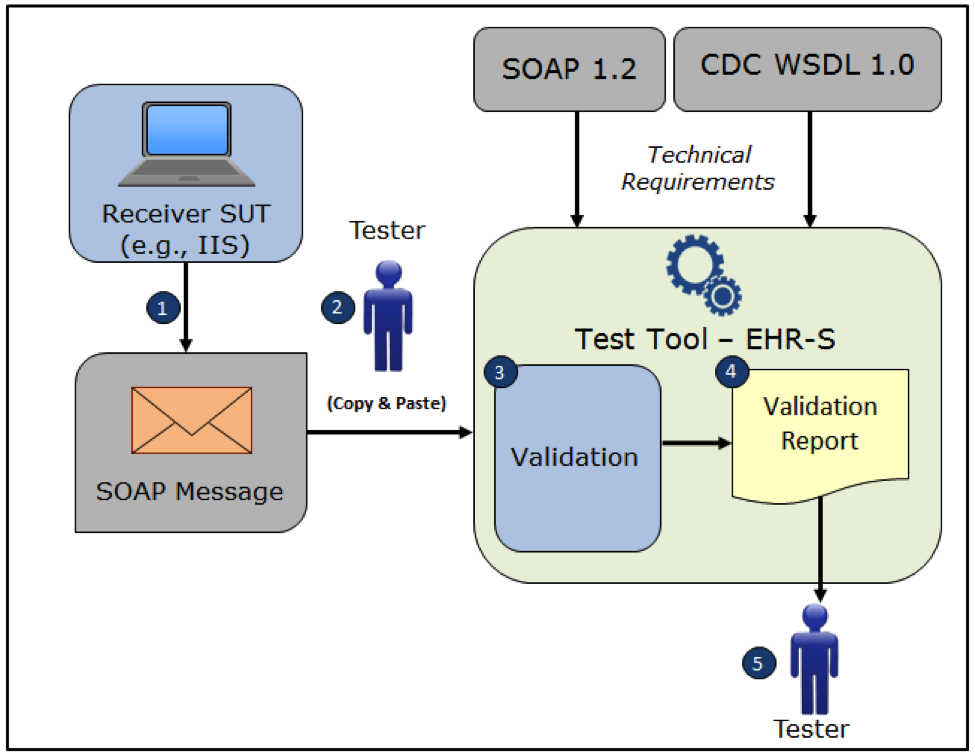 SOAP 1.2
CDC WSDL 1.0
Technical
Requirements
Receiver SUT
(e.g., IIS)
1
Tester
2
(Copy & Paste)
SOAP Message
Test Tool – EHR-S
3
Validation
4
Validation
Report
5
Tester